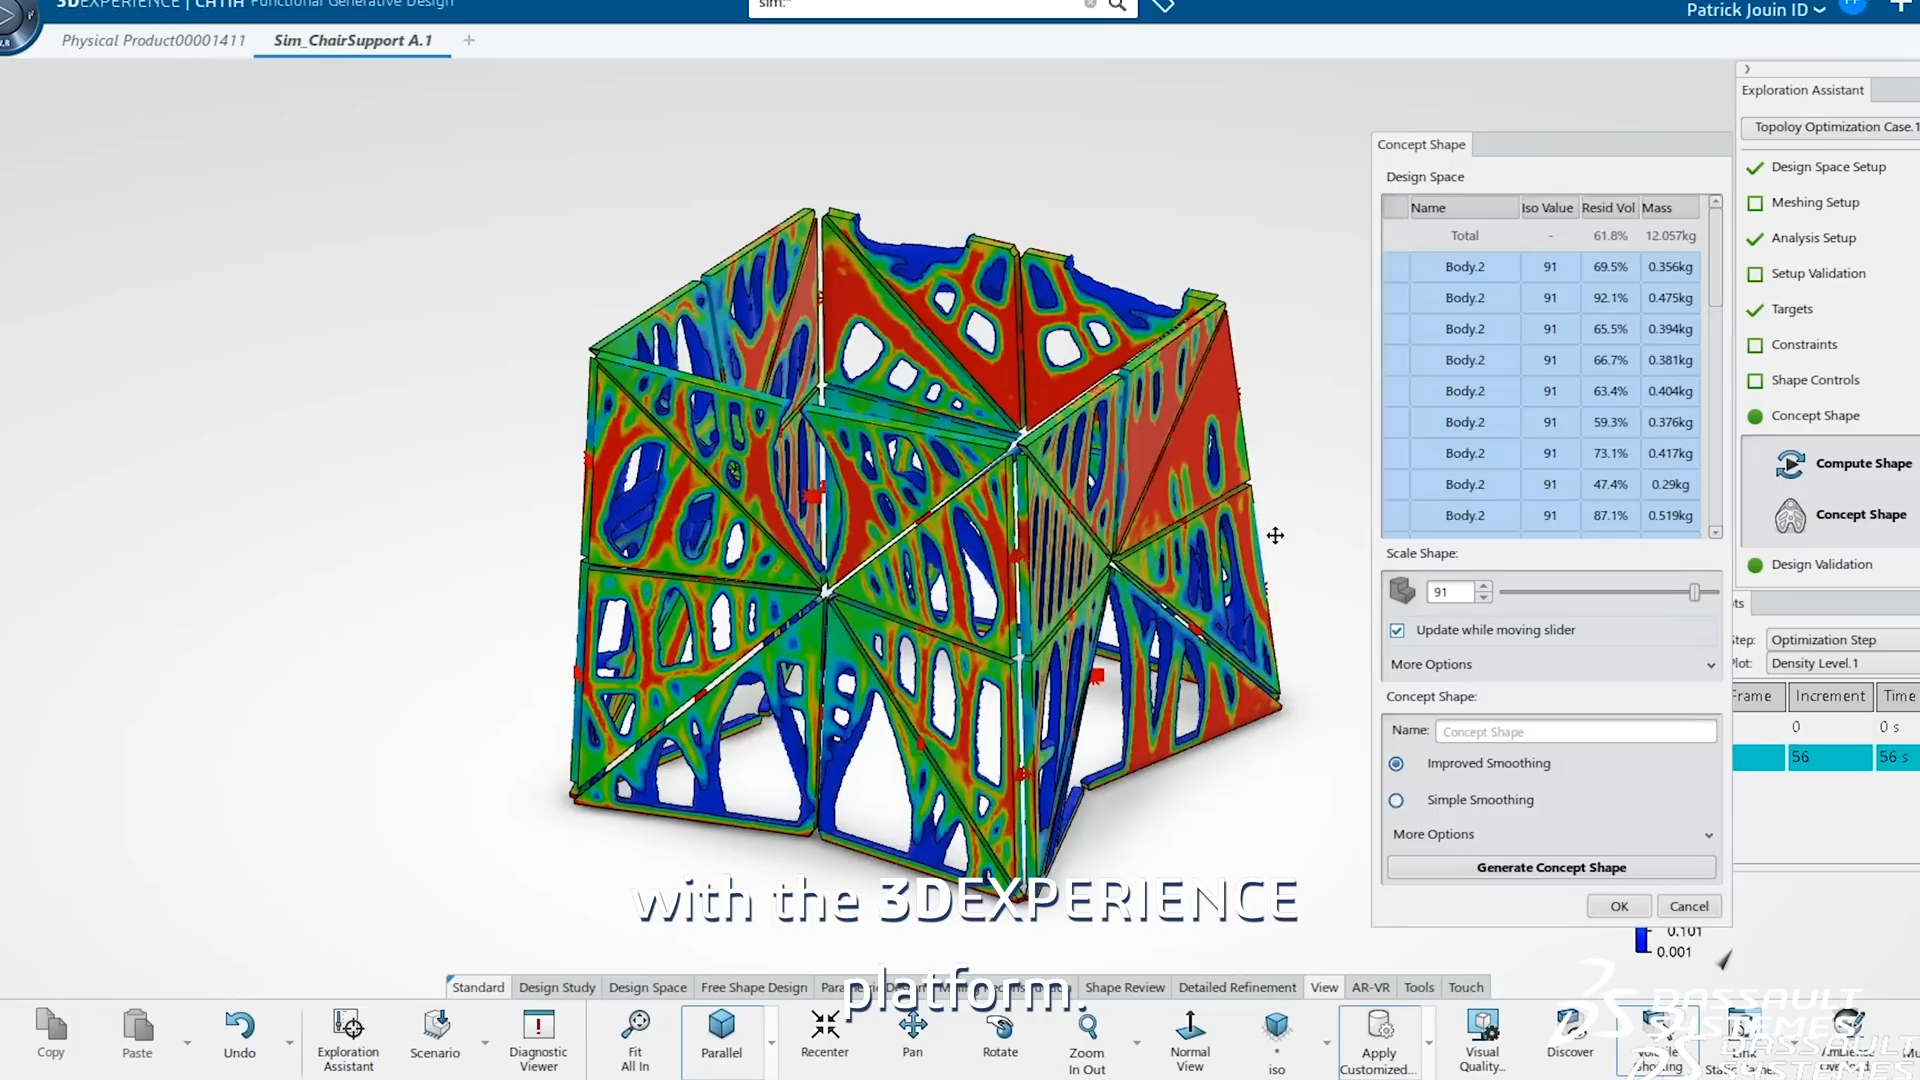 3DEXPERIENCE | CATIA Functional Generative Design
sim:*
Patrick Jouin ID
Physical Product00001411
Sim_ChairSupport A.1
+
Exploration Assistant
Topoloy Optimization Case.1
Design Space Setup
Meshing Setup
Analysis Setup
Setup Validation
Targets
Constraints
Shape Controls
Concept Shape
Compute Shape
Concept Shape
Design Validation
Step: Optimization Step
Plot: Density Level.1
Frame Increment Time
0 0 s
56 56 s
Concept Shape
Design Space
Name Iso Value Resid Vol Mass
Total - 61.8% 12.057kg
Body.2 91 69.5% 0.356kg
Body.2 91 92.1% 0.475kg
Body.2 91 65.5% 0.394kg
Body.2 91 66.7% 0.381kg
Body.2 91 63.4% 0.404kg
Body.2 91 59.3% 0.376kg
Body.2 91 73.1% 0.417kg
Body.2 91 47.4% 0.29kg
Body.2 91 87.1% 0.519kg
Scale Shape:
91
Update while moving slider
More Options
Concept Shape:
Name: Concept Shape
Improved Smoothing
Simple Smoothing
More Options
Generate Concept Shape
OK Cancel
0.101
0.001
with the 3DEXPERIENCE
platform.
Standard Design Study Design Space Free Shape Design Shape Review Detailed Refinement View AR-VR Tools Touch
Copy
Paste
Undo
Exploration Assistant
Scenario
Diagnostic Viewer
Fit All In
Parallel
Recenter
Pan
Rotate
Zoom In Out
Normal View
* iso
Apply Customized...
Visual Quality...
Discover
DASSAULT
SYSTEMES
DASSAULT
SYSTEMES